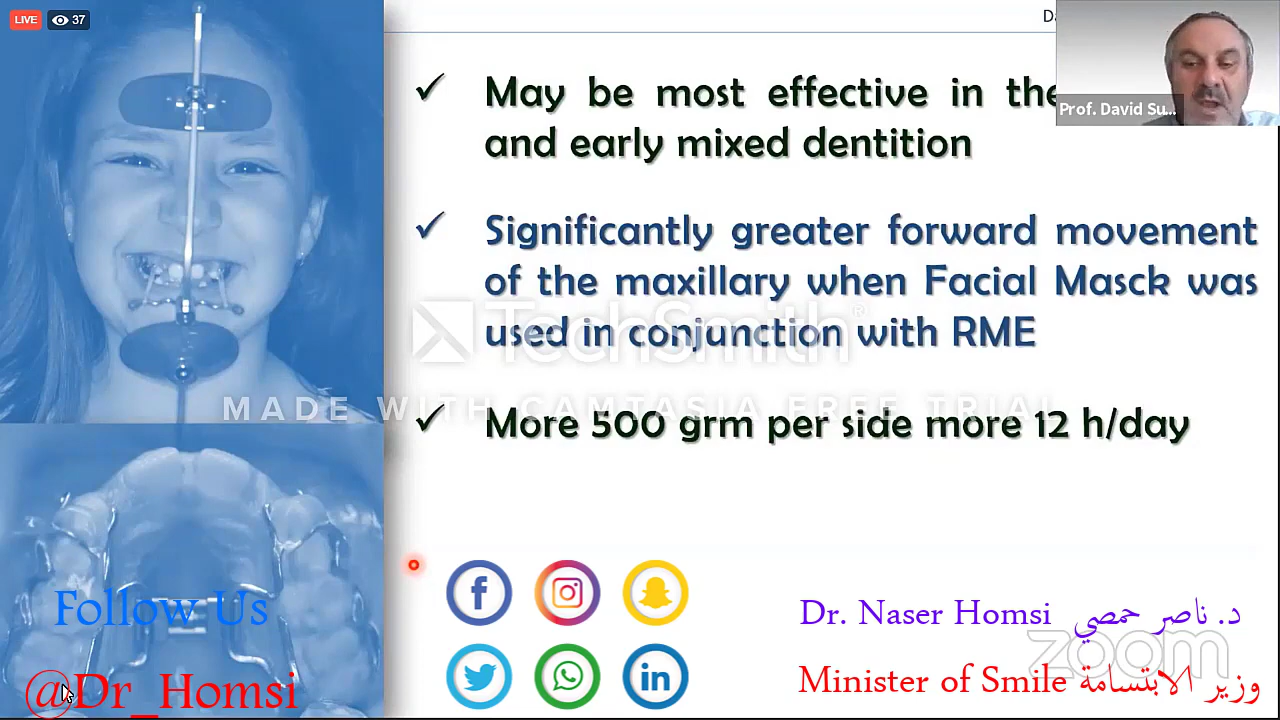 LIVE 37
May be most effective in the
and early mixed dentition
Prof. David Su...
Significantly greater forward movement
of the maxillary when Facial Masck was
used in conjunction with RME
TechSmith®
MADE WITH CAMTASIA FREE TRIAL
More 500 grm per side more 12 h/day
Follow Us
@Dr_Homsi
Dr. Naser Homsi د. ناصر حمصي
zoom
Minister of Smile وزير الابتسامة